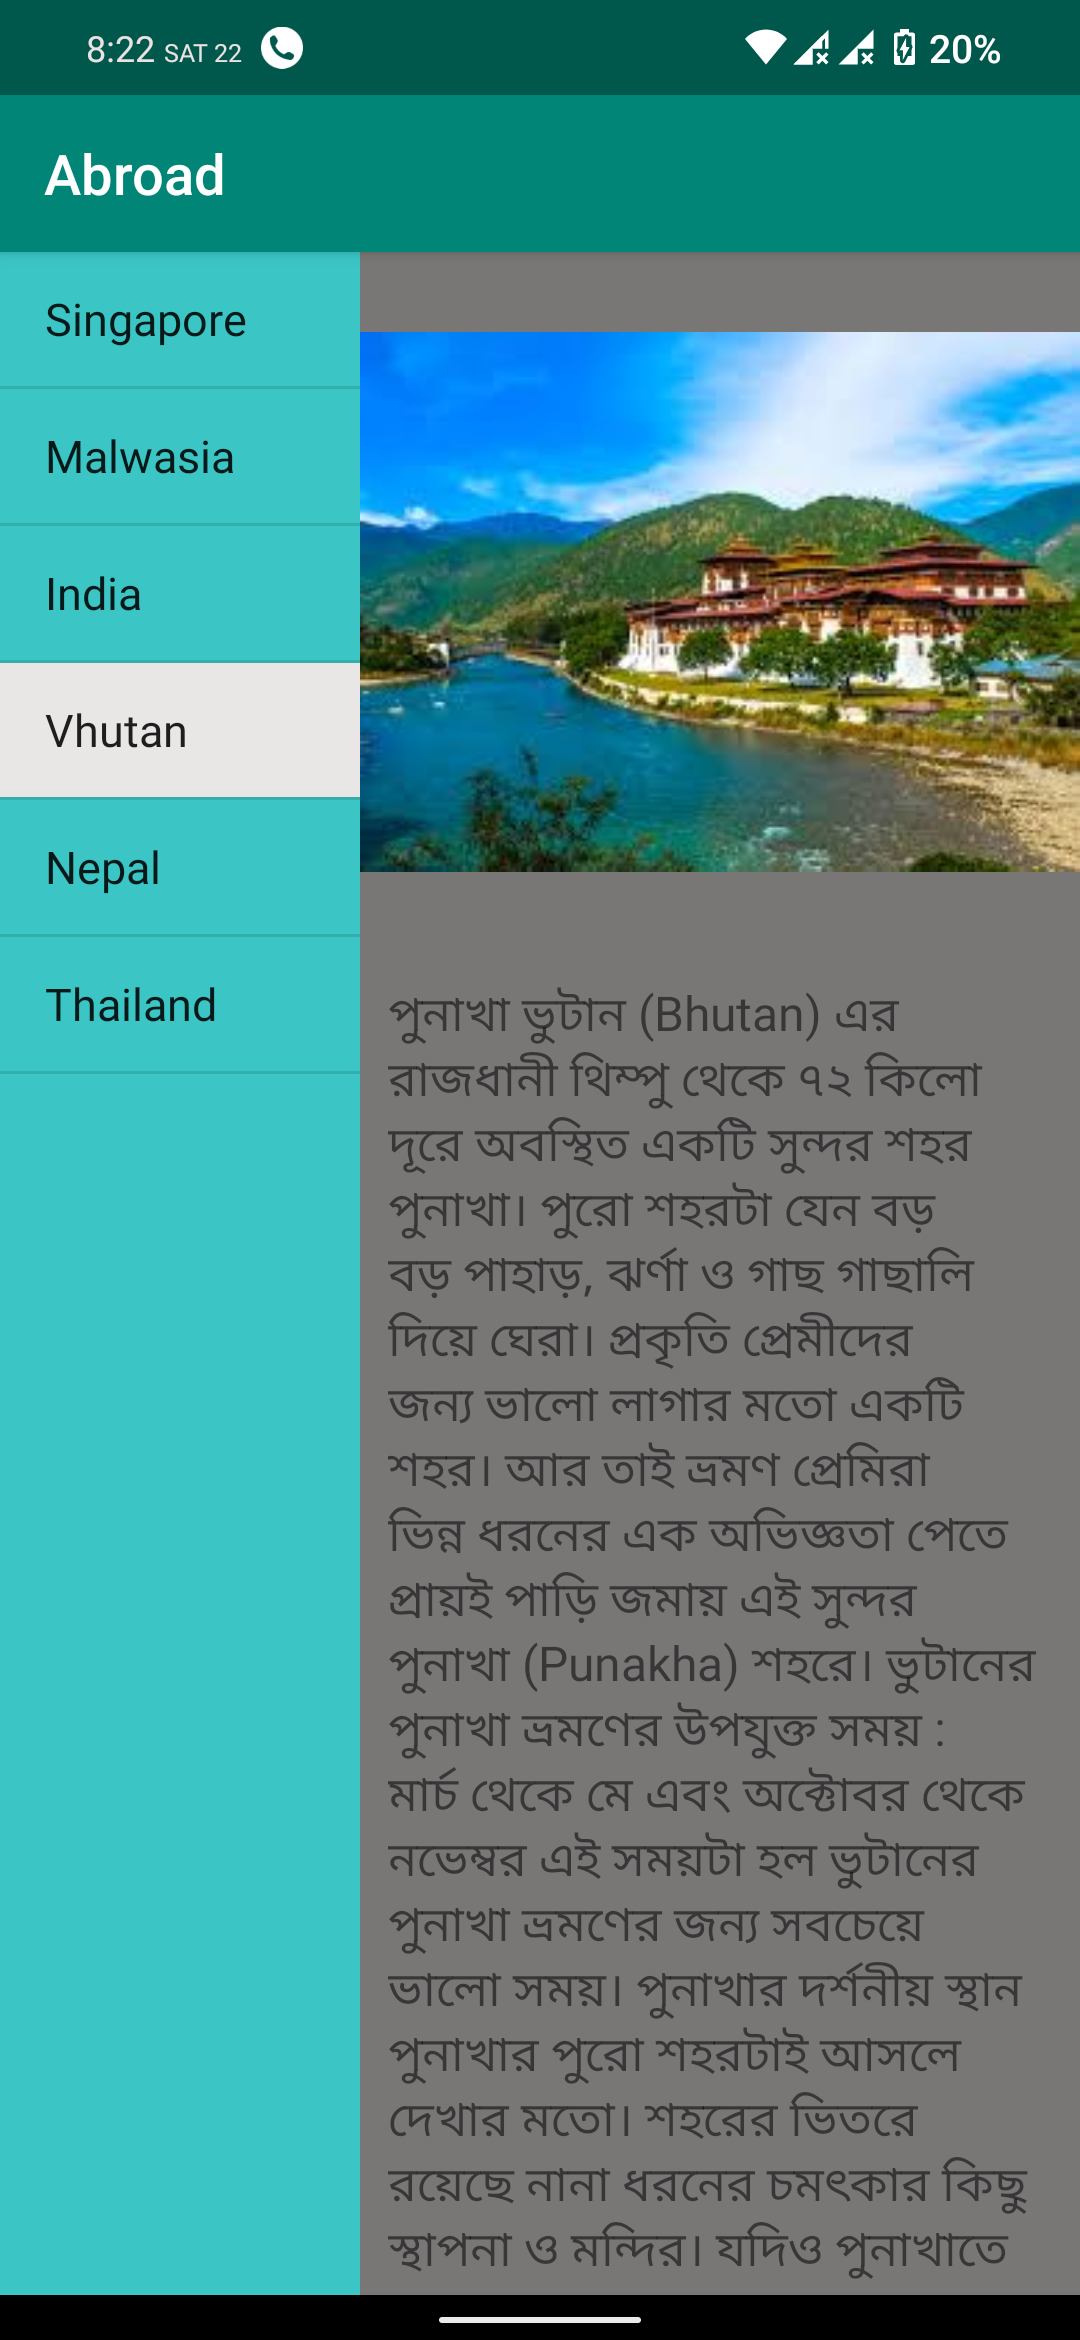 8:22 SAT 22
20%
Abroad
Singapore
Malwasia
India
Vhutan
Nepal
Thailand
পুনাখা ভুটান (Bhutan) এর
রাজধানী থিম্পু থেকে ৭২ কিলো
দূরে অবস্থিত একটি সুন্দর শহর
পুনাখা। পুরো শহরটা যেন বড়
বড় পাহাড়, ঝর্ণা ও গাছ গাছালি
দিয়ে ঘেরা। প্রকৃতি প্রেমীদের
জন্য ভালো লাগার মতো একটি
শহর। আর তাই ভ্রমণ প্রেমিরা
ভিন্ন ধরনের এক অভিজ্ঞতা পেতে
প্রায়ই পাড়ি জমায় এই সুন্দর
পুনাখা (Punakha) শহরে। ভুটানের
পুনাখা ভ্রমণের উপযুক্ত সময় :
মার্চ থেকে মে এবং অক্টোবর থেকে
নভেম্বর এই সময়টা হল ভুটানের
পুনাখা ভ্রমণের জন্য সবচেয়ে
ভালো সময়। পুনাখার দর্শনীয় স্থান
পুনাখার পুরো শহরটাই আসলে
দেখার মতো। শহরের ভিতরে
রয়েছে নানা ধরনের চমৎকার কিছু
স্থাপনা ও মন্দির। যদিও পুনাখাতে